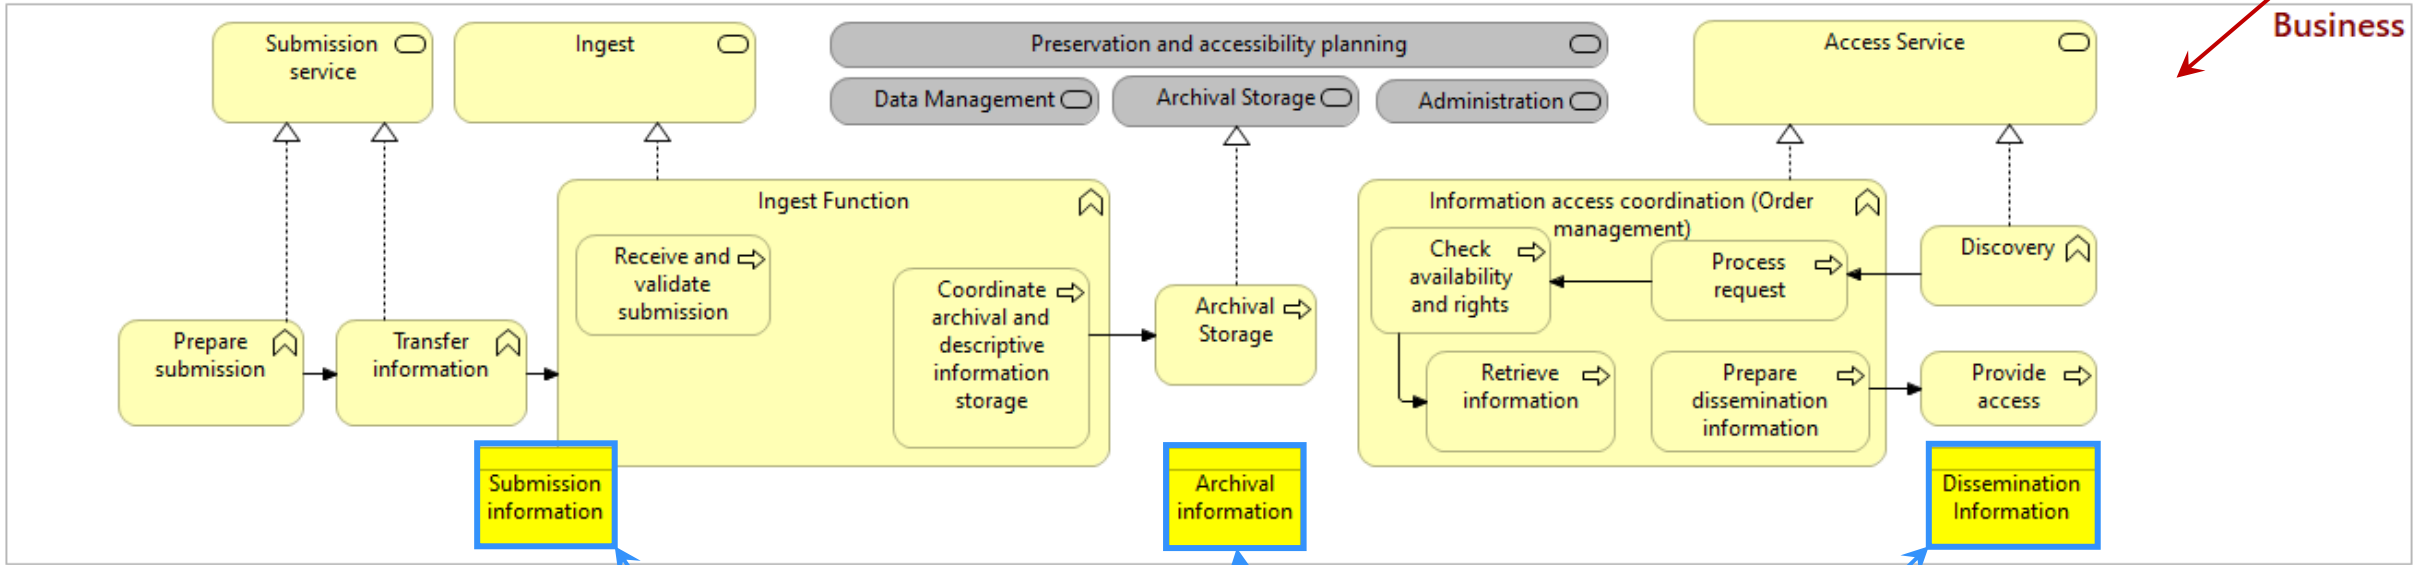 Business
Submission
service
Ingest
Preservation and accessibility planning
Data Management
Archival Storage
Administration
Access Service
Ingest Function
Receive and
validate
submission
Coordinate
archival and
descriptive
information
storage
Archival
Storage
Prepare
submission
Transfer
information
Information access coordination (Order
management)
Check
availability
and rights
Process
request
Discovery
Retrieve
information
Prepare
dissemination
information
Provide
access
Submission
information
Archival
information
Dissemination
Information